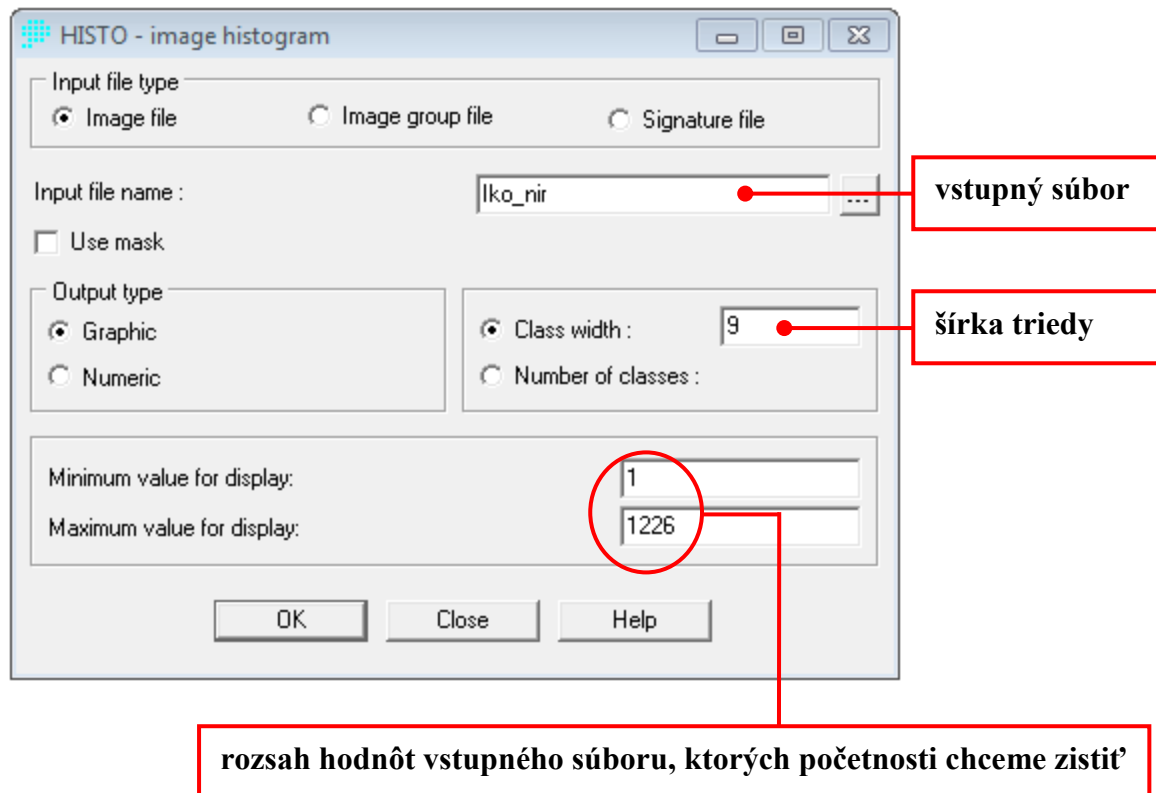 HISTO - image histogram
Input file type
Image file
Image group file
Signature file
Input file name :
Iko_nir
...
vstupný súbor
Use mask
Output type
Graphic
Numeric
Class width :
9
Number of classes :
šírka triedy
Minimum value for display:
1
Maximum value for display:
1226
OK
Close
Help
rozsah hodnôt vstupného súboru, ktorých početnosti chceme zistiť